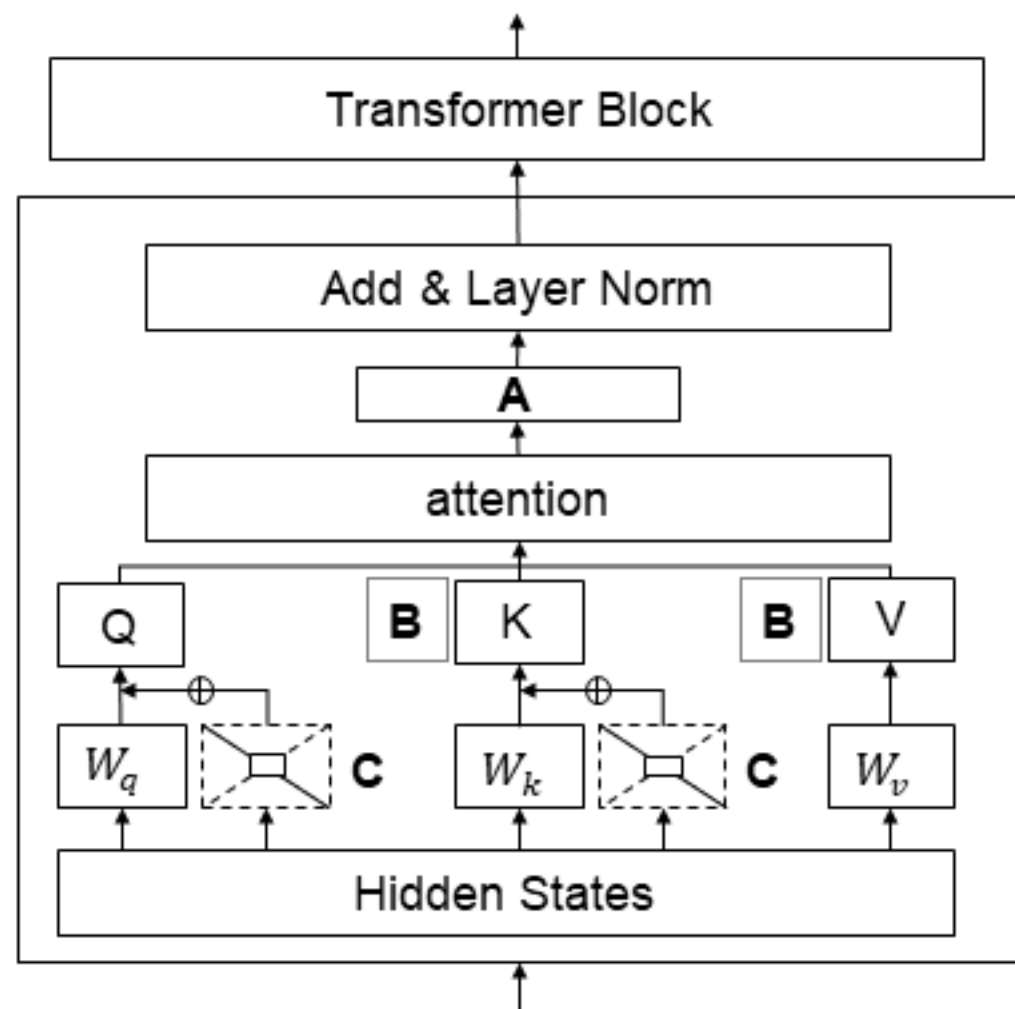 Transformer Block
Add & Layer Norm
A
attention
Q B K B V
W_q C W_k C W_v
Hidden States